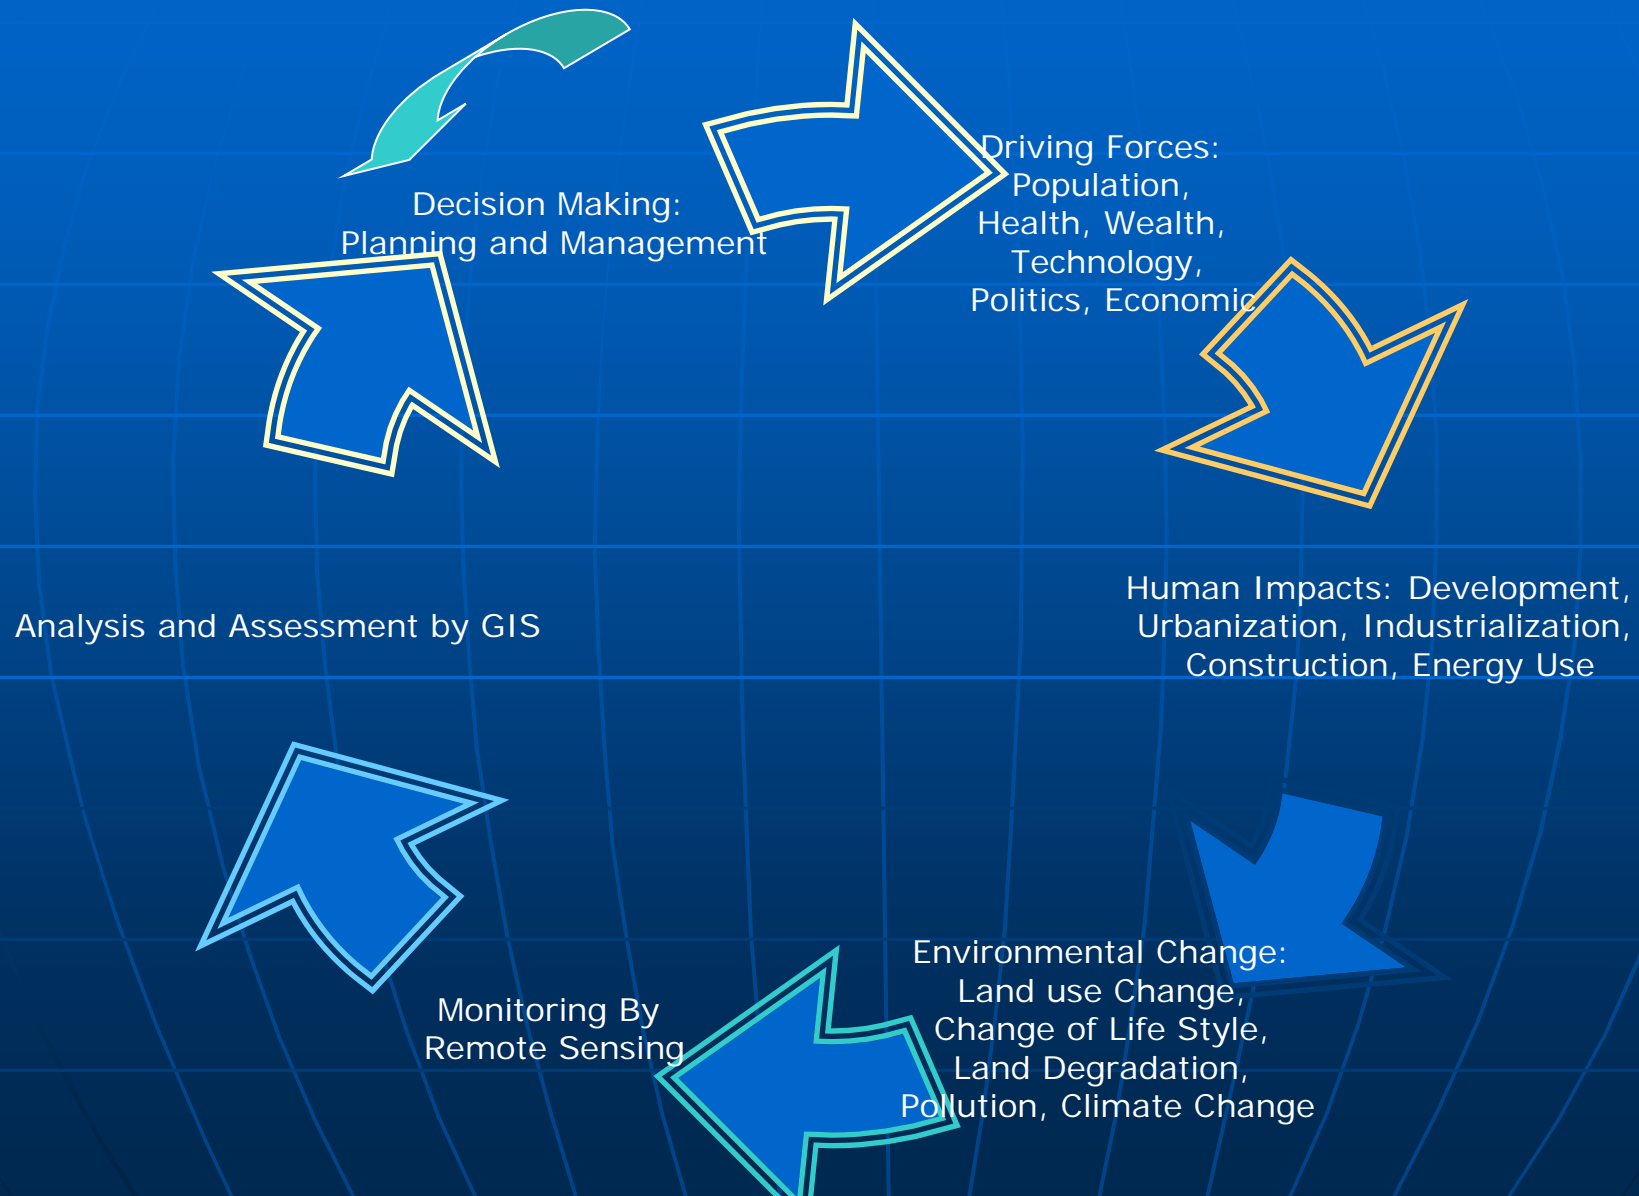 Decision Making:
Planning and Management
Driving Forces:
Population,
Health, Wealth,
Technology,
Politics, Economic
Human Impacts: Development,
Urbanization, Industrialization,
Construction, Energy Use
Environmental Change:
Land use Change,
Change of Life Style,
Land Degradation,
Pollution, Climate Change
Monitoring By
Remote Sensing
Analysis and Assessment by GIS